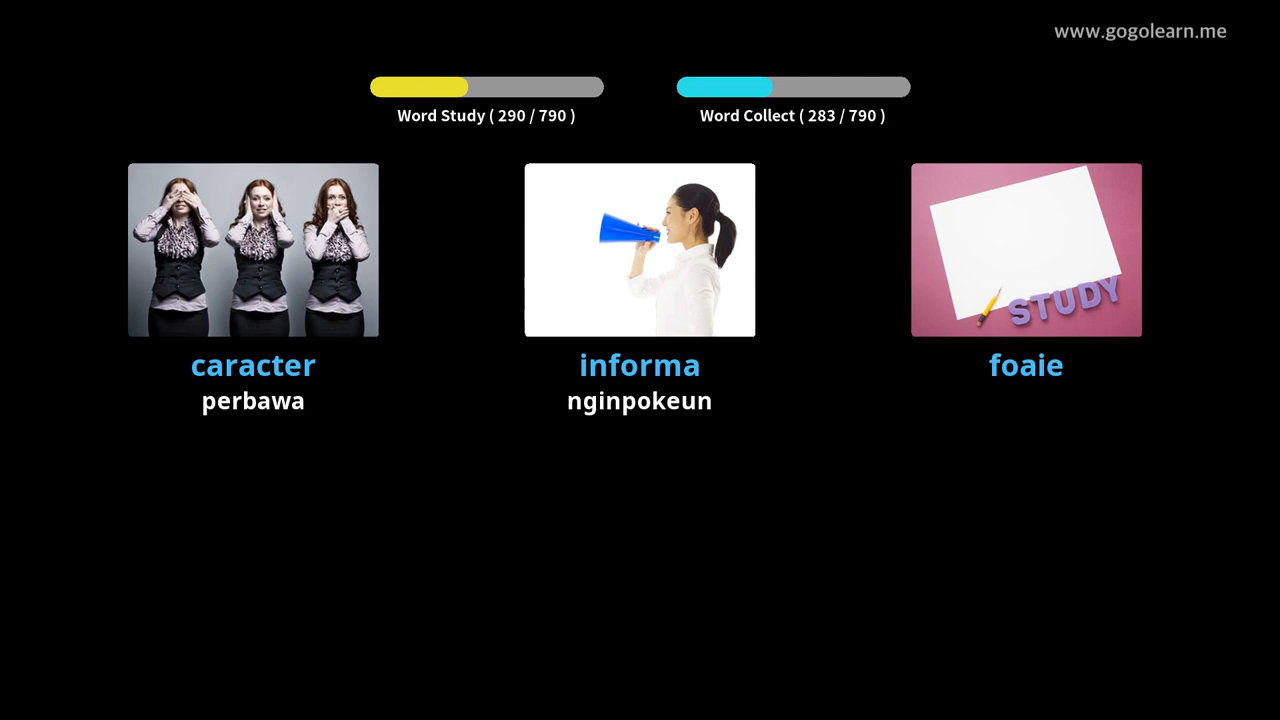 www.gogolearn.me
Word Study ( 290 / 790 )
Word Collect ( 283 / 790 )
STUDY
caracter
informa
foaie
perbawa
nginpokeun